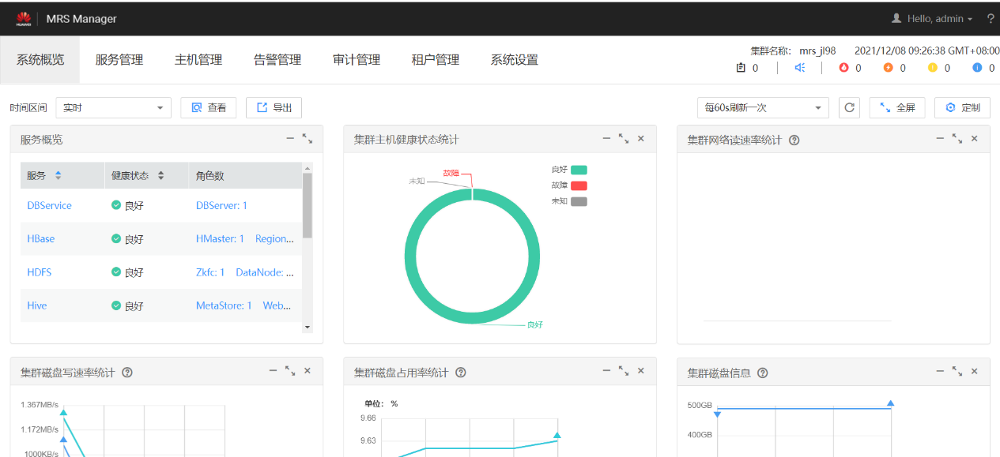 HUAWEI MRS Manager Hello, admin ?
系统概览 服务管理 主机管理 告警管理 审计管理 租户管理 系统设置
集群名称: mrs_jl98 2021/12/08 09:26:38 GMT+08:00
0 0 0 0 0
时间区间 实时 查看 导出 每60s刷新一次 全屏 定制
服务概览
服务 健康状态 角色数
DBService 良好 DBServer: 1
HBase 良好 HMaster: 1 Region...
HDFS 良好 Zkfc: 1 DataNode: ...
Hive 良好 MetaStore: 1 Web...
集群主机健康状态统计
故障
未知
良好
故障
未知
良好
集群网络读速率统计 ?
集群磁盘写速率统计 ?
1.367MB/s
1.172MB/s
1000KB/s
集群磁盘占用率统计 ?
单位: %
9.66
9.63
集群磁盘信息 ?
500GB
400GB